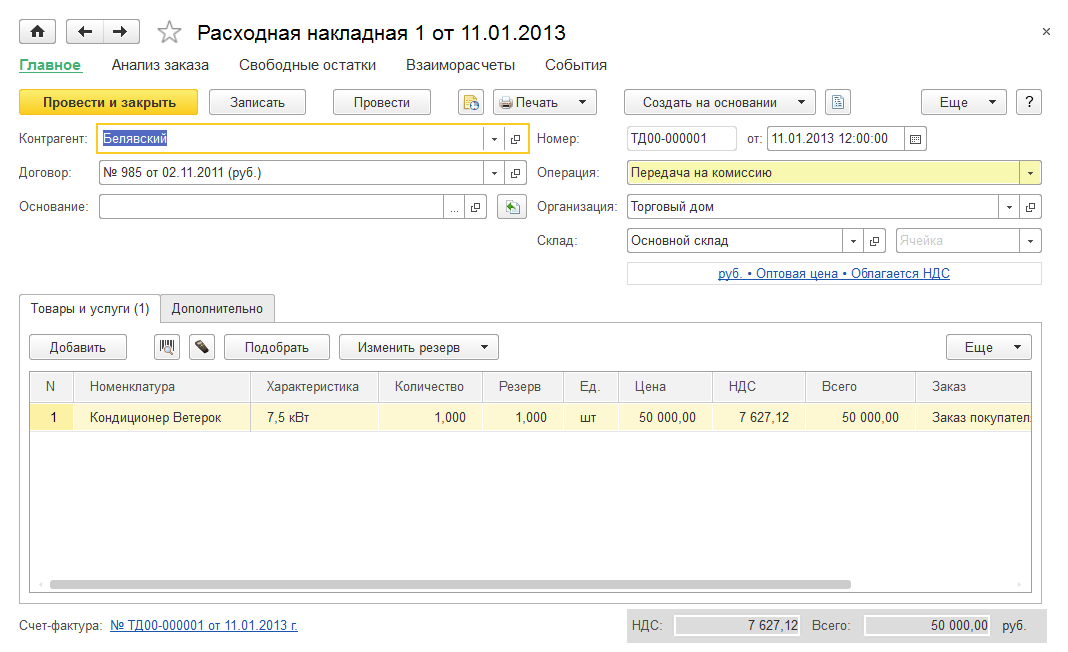 Расходная накладная 1 от 11.01.2013
Главное Анализ заказа Свободные остатки Взаиморасчеты События
Провести и закрыть Записать Провести Печать Создать на основании Еще ?
Контрагент: Белявский Номер: ТД00-000001 от: 11.01.2013 12:00:00
Договор: № 985 от 02.11.2011 (руб.) Операция: Передача на комиссию
Основание: ... Организация: Торговый дом
Склад: Основной склад Ячейка
руб. • Оптовая цена • Облагается НДС
Товары и услуги (1) Дополнительно
Добавить Подобрать Изменить резерв Еще
N Номенклатура Характеристика Количество Резерв Ед. Цена НДС Всего Заказ
1 Кондиционер Ветерок 7,5 кВт 1,000 1,000 шт 50 000,00 7 627,12 50 000,00 Заказ покупател
Счет-фактура: № ТД00-000001 от 11.01.2013 г. НДС: 7 627,12 Всего: 50 000,00 руб.